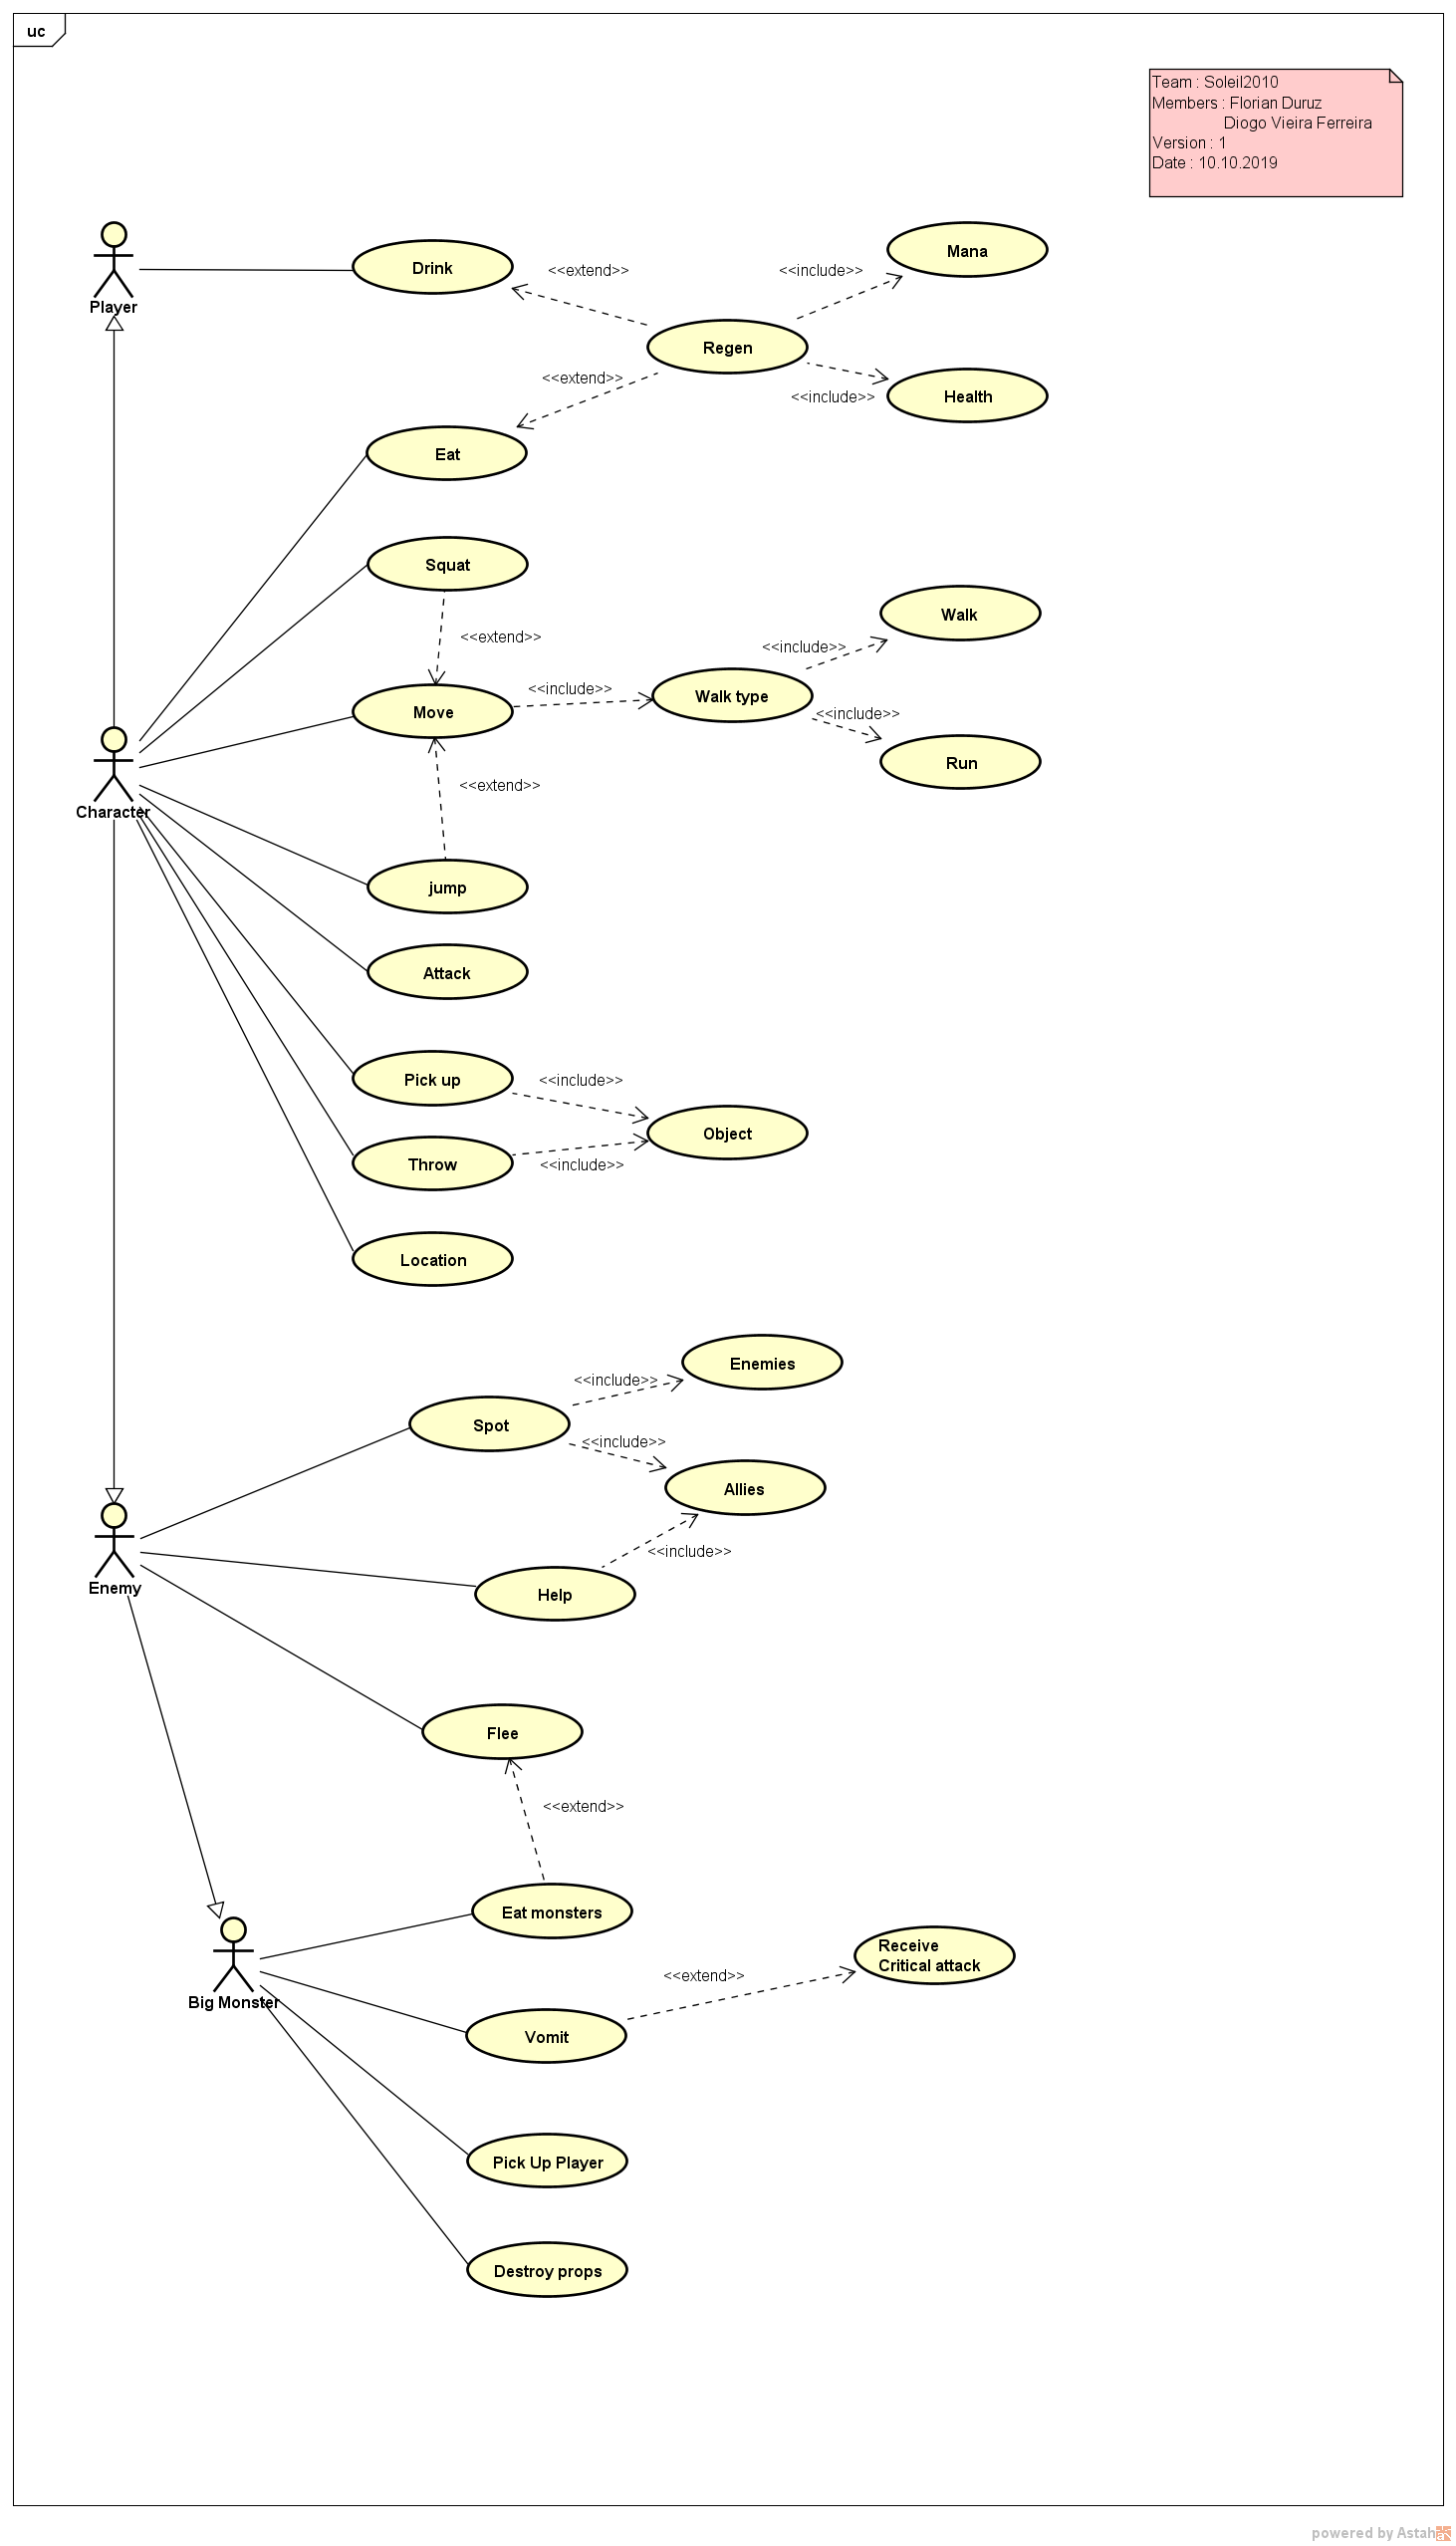 uc
Team : Soleil2010
Members : Florian Duruz
Diogo Vieira Ferreira
Version : 1
Date : 10.10.2019
Player
Drink
<<extend>>
<<include>>
Mana
Regen
<<extend>>
<<include>>
Health
Eat
Squat
<<extend>>
Walk
<<include>>
Move
<<include>>
Walk type
<<include>>
Run
<<extend>>
Character
jump
Attack
Pick up
<<include>>
Object
Throw
<<include>>
Location
Enemies
<<include>>
Spot
<<include>>
Allies
<<include>>
Enemy
Help
Flee
<<extend>>
Eat monsters
Receive
Critical attack
<<extend>>
Big Monster
Vomit
Pick Up Player
Destroy props
powered by Astah